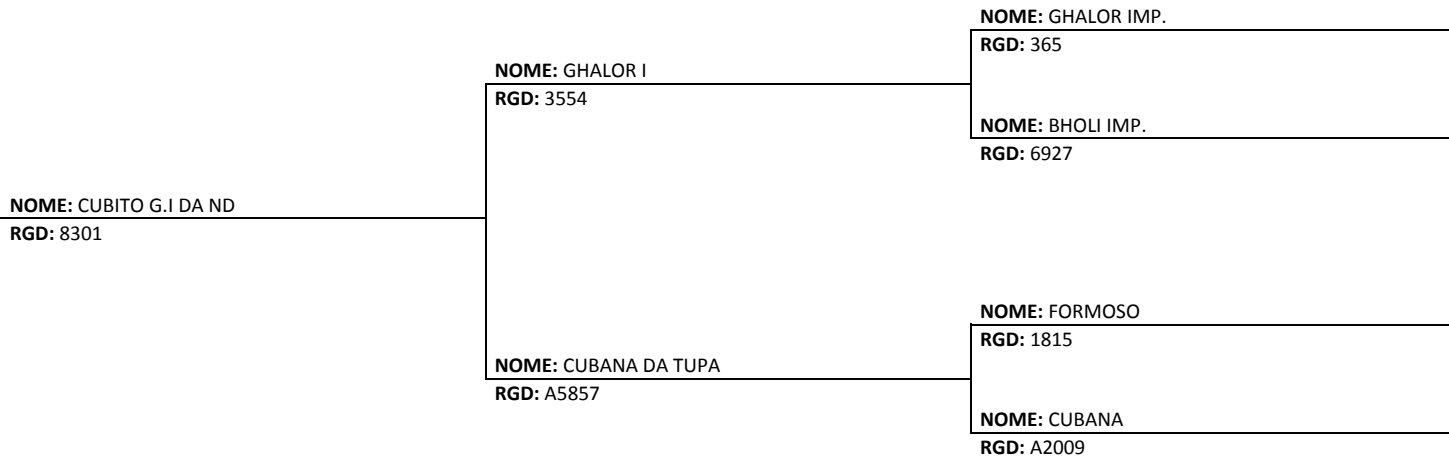 NOME: GHALOR IMP.
RGD: 365
NOME: GHALOR I
RGD: 3554
NOME: BHOLI IMP.
RGD: 6927
NOME: CUBITO G.I DA ND
RGD: 8301
NOME: FORMOSO
RGD: 1815
NOME: CUBANA DA TUPA
RGD: A5857
NOME: CUBANA
RGD: A2009